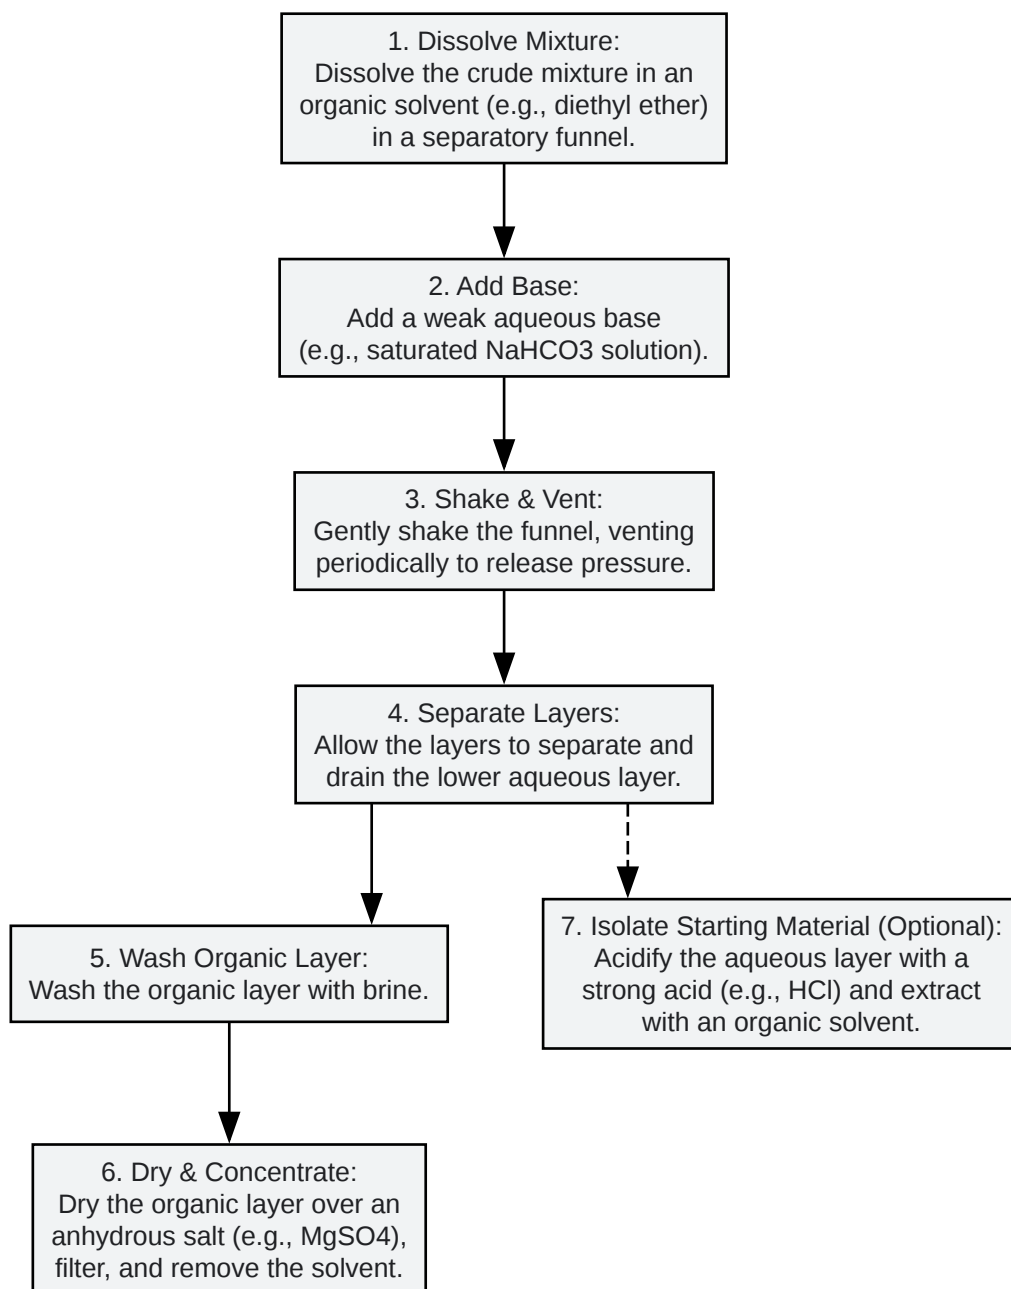 1. Dissolve Mixture:
Dissolve the crude mixture in an
organic solvent (e.g., diethyl ether)
in a separatory funnel.
2. Add Base:
Add a weak aqueous base
(e.g., saturated NaHCO3 solution).
3. Shake & Vent:
Gently shake the funnel, venting
periodically to release pressure.
4. Separate Layers:
Allow the layers to separate and
drain the lower aqueous layer.
5. Wash Organic Layer:
Wash the organic layer with brine.
6. Dry & Concentrate:
Dry the organic layer over an
anhydrous salt (e.g., MgSO4),
filter, and remove the solvent.
7. Isolate Starting Material (Optional):
Acidify the aqueous layer with a
strong acid (e.g., HCl) and extract
with an organic solvent.